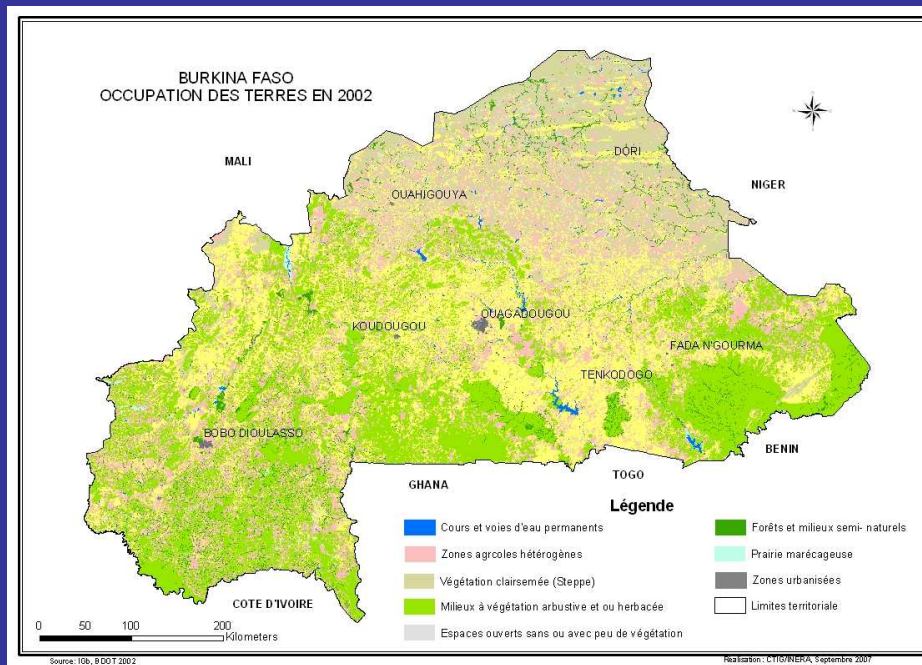 BURKINA FASO
OCCUPATION DES TERRES EN 2002
MALI
DORI
NIGER
OUAHIGOUYA
OUAGADOUGOU
KOUDOUGOU
FADA N'GOURMA
TENKODOGO
BOBO DIOULASSO
BENIN
TOGO
GHANA
COTE D'IVOIRE
Légende
Cours et voies d'eau permanents
Zones agrcoles hétérogènes
Végétation clairsemée (Steppe)
Milieux à végétation arbustive et ou herbacée
Espaces ouverts sans ou avec peu de végétation
Forêts et milieux semi- naturels
Prairie marécageuse
Zones urbanisées
Limites territoriale
0 50 100 200
Kilometers
Source: IGb, BDOT 2002
Réalisation : CTIG/INERA, Septembre 2007